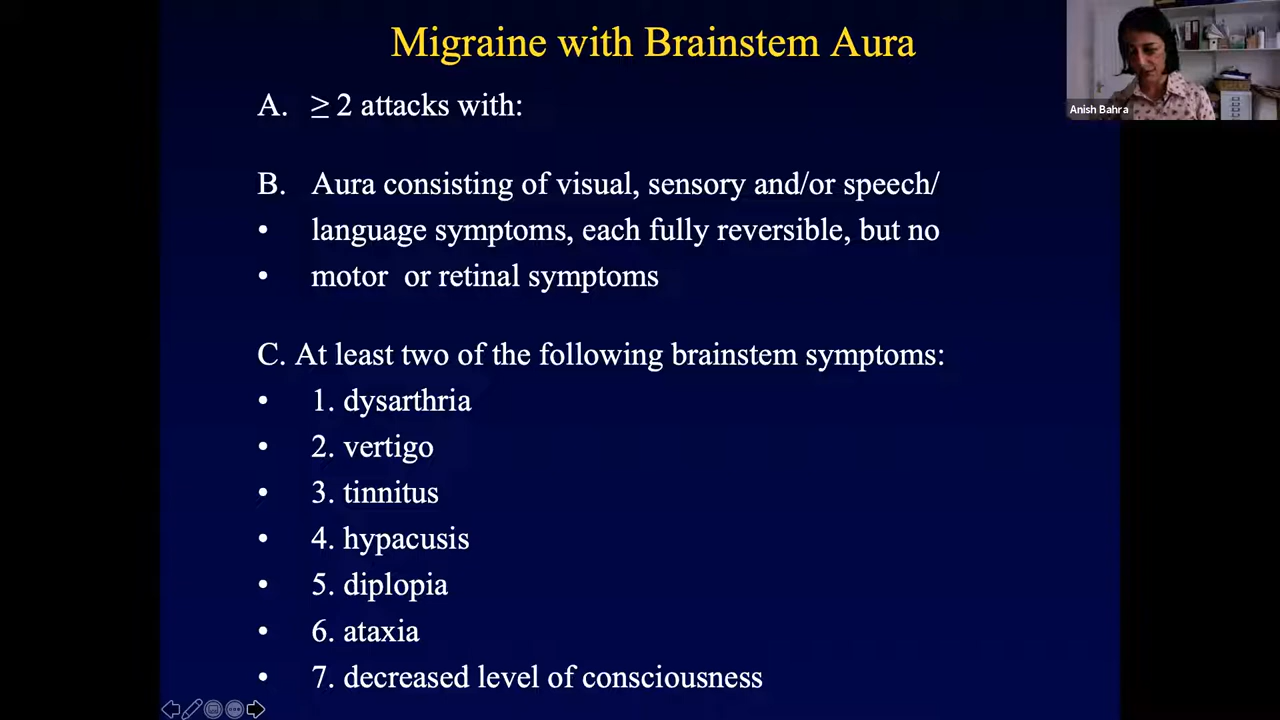 Migraine with Brainstem Aura
Anish Bahra
A. ≥ 2 attacks with:
B. Aura consisting of visual, sensory and/or speech/
• language symptoms, each fully reversible, but no
• motor or retinal symptoms
C. At least two of the following brainstem symptoms:
• 1. dysarthria
• 2. vertigo
• 3. tinnitus
• 4. hypacusis
• 5. diplopia
• 6. ataxia
• 7. decreased level of consciousness